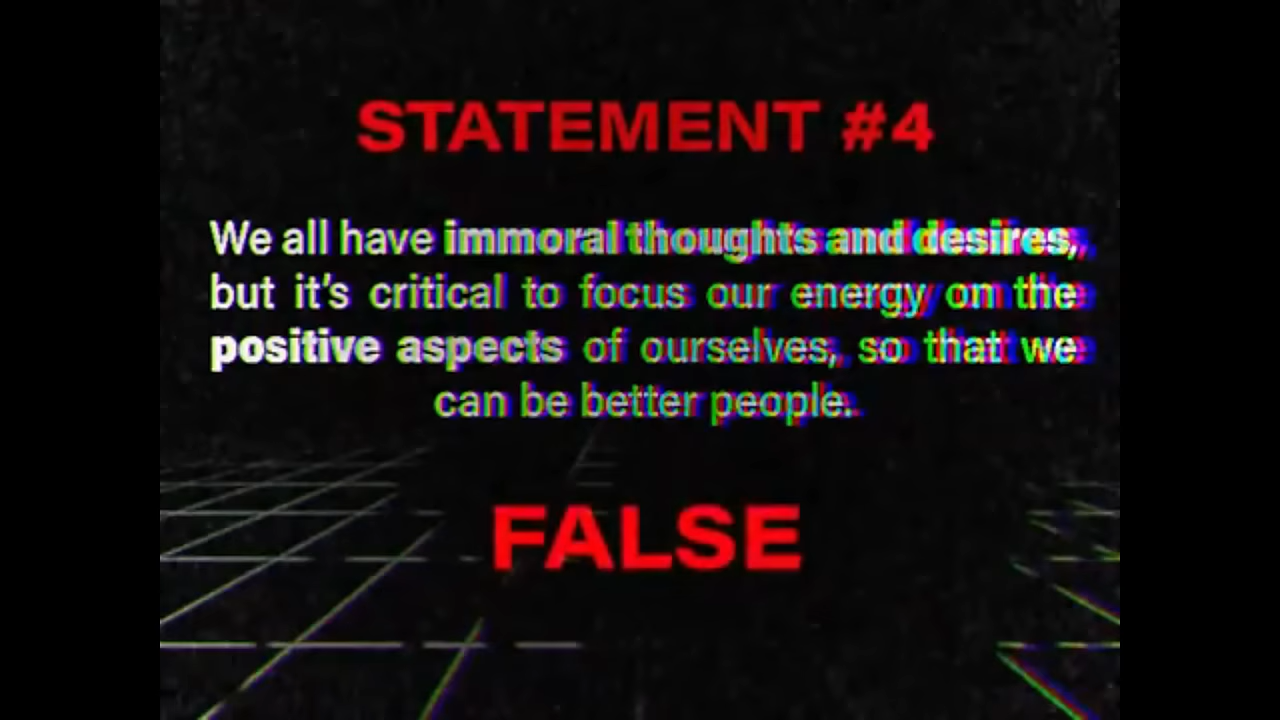 STATEMENT #4
We all have immoral thoughts and desires,
but it’s critical to focus our energy on the
positive aspects of ourselves, so that we
can be better people.
FALSE